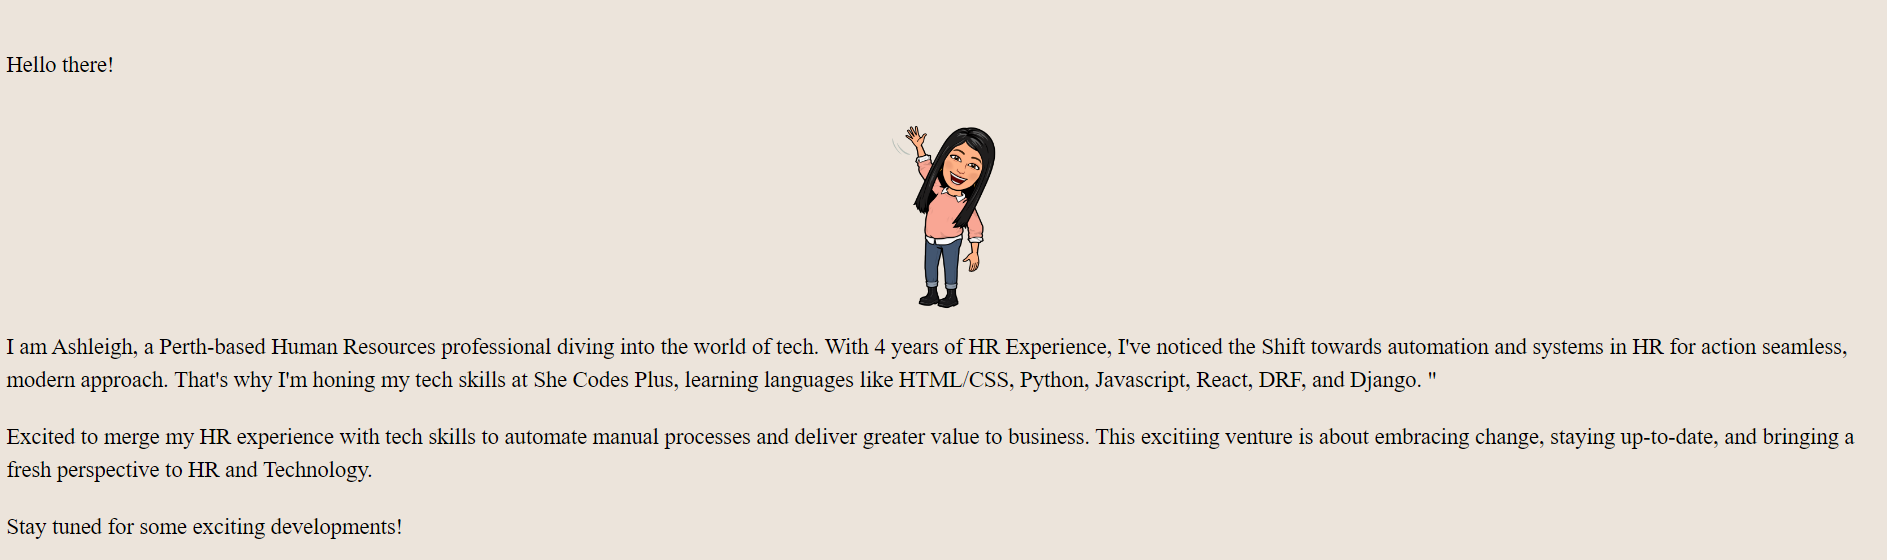 Hello there!
I am Ashleigh, a Perth-based Human Resources professional diving into the world of tech. With 4 years of HR Experience, I've noticed the Shift towards automation and systems in HR for action seamless,
modern approach. That's why I'm honing my tech skills at She Codes Plus, learning languages like HTML/CSS, Python, Javascript, React, DRF, and Django. "
Excited to merge my HR experience with tech skills to automate manual processes and deliver greater value to business. This excitiing venture is about embracing change, staying up-to-date, and bringing a
fresh perspective to HR and Technology.
Stay tuned for some exciting developments!